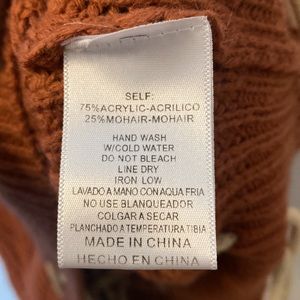 SELF:
75%ACRYLIC-ACRILICO
25%MOHAIR-MOHAIR
HAND WASH
W/COLD WATER
DO NOT BLEACH
LINE DRY
IRON LOW
LAVADO A MANO CON AQUA FRIA
NO USE BLANQUEADOR
COLGAR A SECAR
PLANCHADO A TEMPERATURA TIBIA
MADE IN CHINA
HECHO EN CHINA